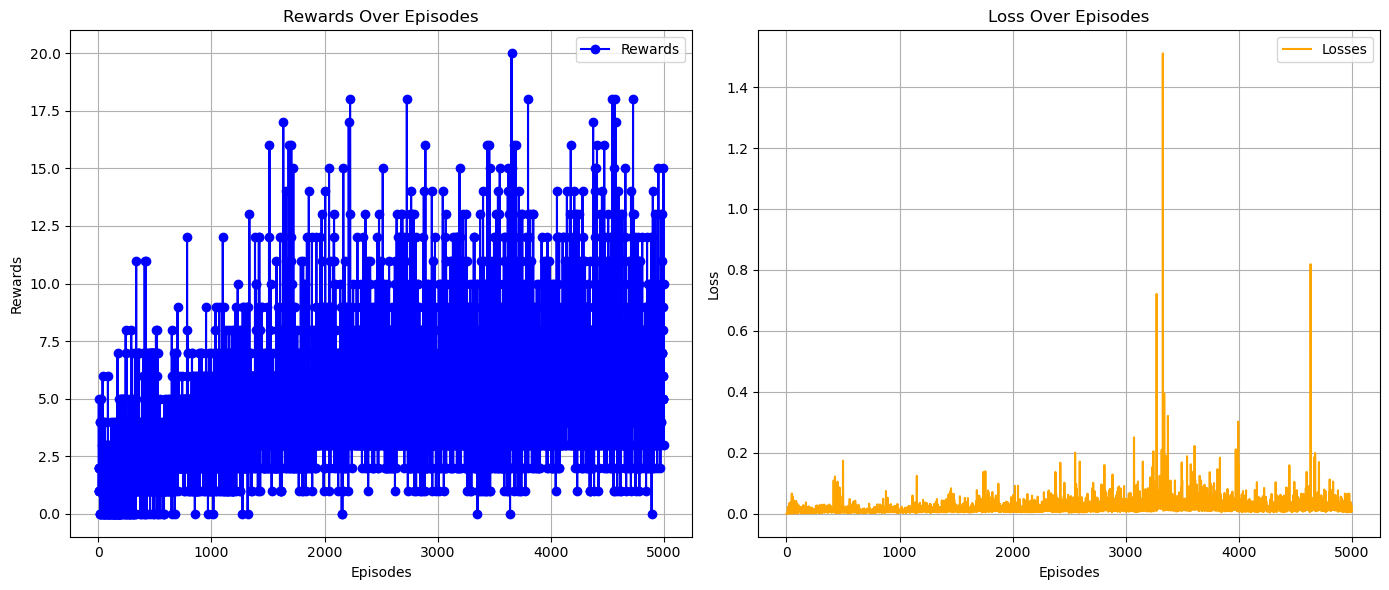 Rewards Over Episodes
Rewards
20.0
17.5
15.0
12.5
10.0
7.5
5.0
2.5
0.0
Rewards
0 1000 2000 3000 4000 5000
Episodes
Loss Over Episodes
Losses
1.4
1.2
1.0
0.8
0.6
0.4
0.2
0.0
Loss
0 1000 2000 3000 4000 5000
Episodes